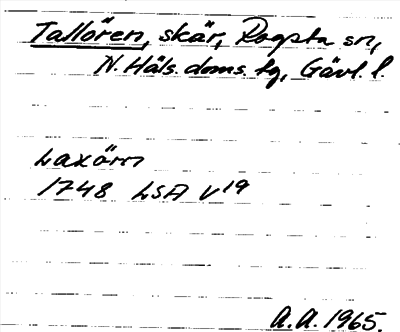 Tallören, skär, Rogsta sn,
N. Häls. doms. tg, Gävl. l.
Laxörn
1748 LSA V19
A.A. 1965.